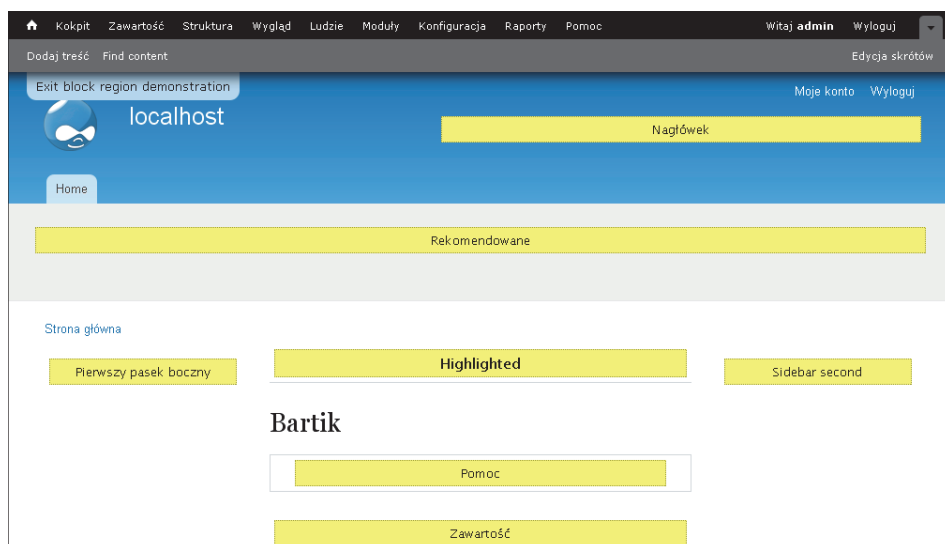 Kokpit Zawartość Struktura Wygląd Ludzie Moduły Konfiguracja Raporty Pomoc Witaj admin Wyloguj
Dodaj treść Find content Edycja skrótów
Exit block region demonstration
Moje konto Wyloguj
localhost
Nagłówek
Home
Rekomendowane
Strona główna
Pierwszy pasek boczny Highlighted Sidebar second
Bartik
Pomoc
Zawartość